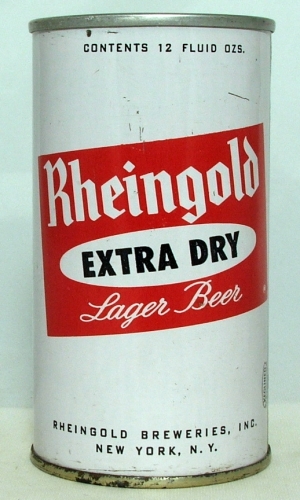 CONTENTS 12 FLUID OZS.
Rheingold
EXTRA DRY
Lager Beer
RHEINGOLD BREWERIES, INC.
NEW YORK, N. Y.